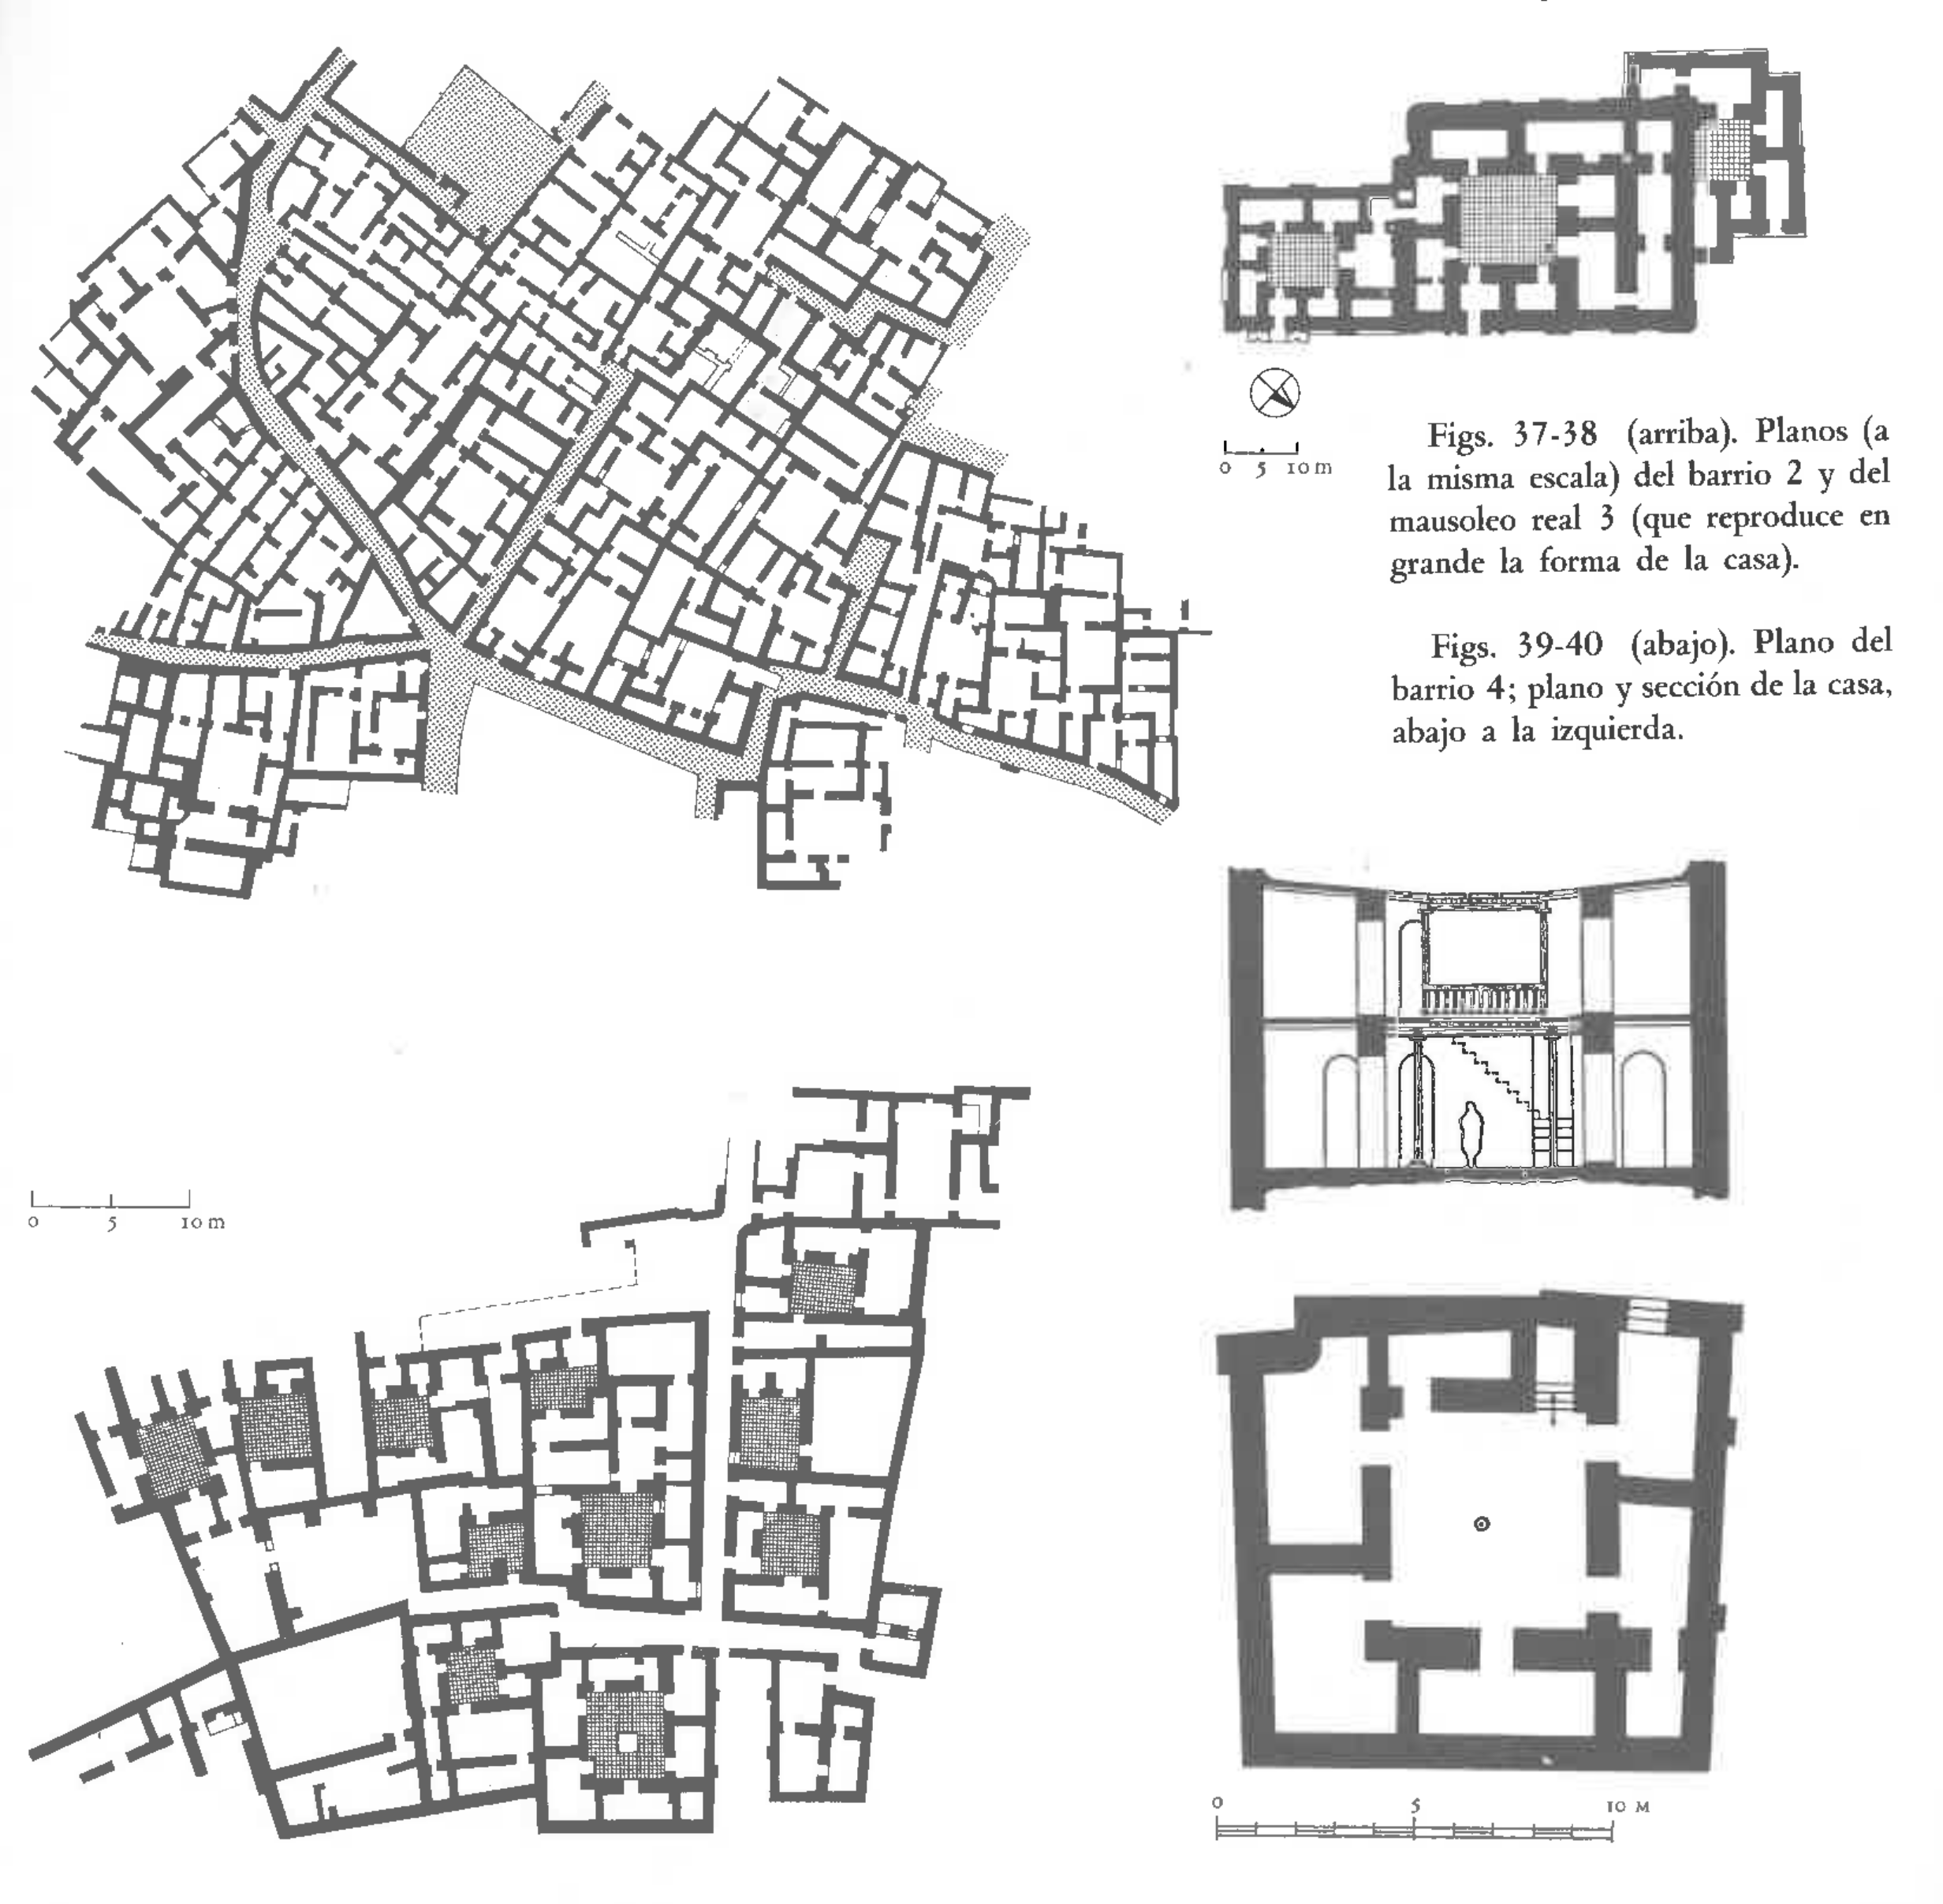 0 5 10 m
Figs. 37-38 (arriba). Planos (a
la misma escala) del barrio 2 y del
mausoleo real 3 (que reproduce en
grande la forma de la casa).
Figs. 39-40 (abajo). Plano del
barrio 4; plano y sección de la casa,
abajo a la izquierda.
0 5 10 m
0 5 10 M